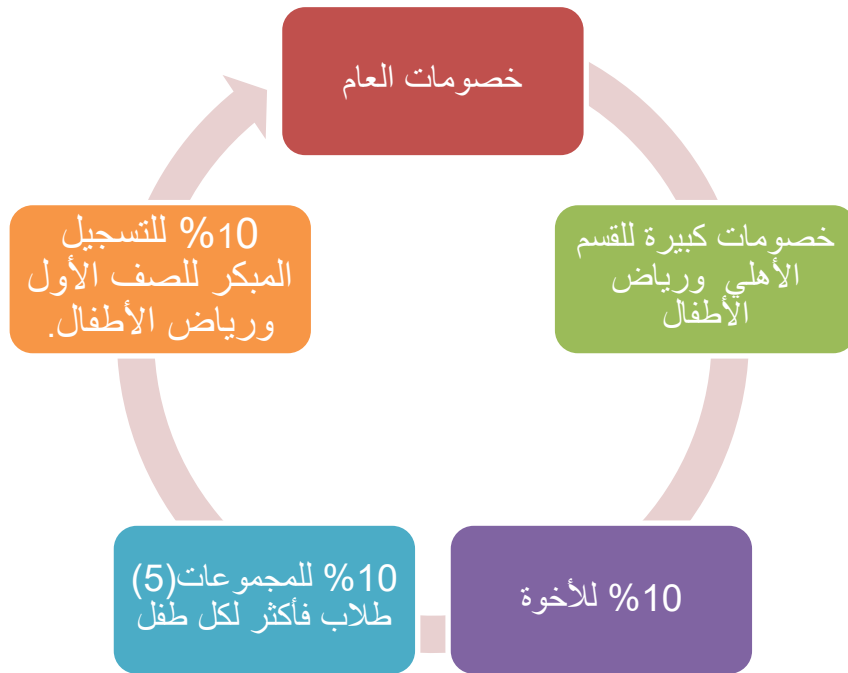 خصومات العام
خصومات كبيرة للقسم
الأهلي ورياض
الأطفال
10% للأخوة
10% للمجموعات(5)
طلاب فأكثر لكل طفل
10% للتسجيل
المبكر للصف الأول
ورياض الأطفال.